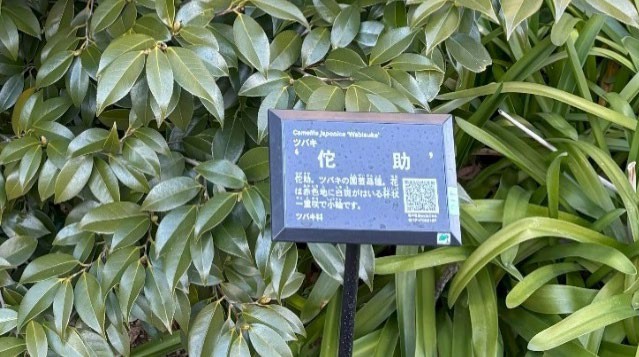 Camellia japonica 'Wabisuke'
ツバキ
‘侘助’
花期。ツバキの園芸品種。花
は赤色地に白斑がはいる杯状
一重咲で小輪です。
ツバキ科